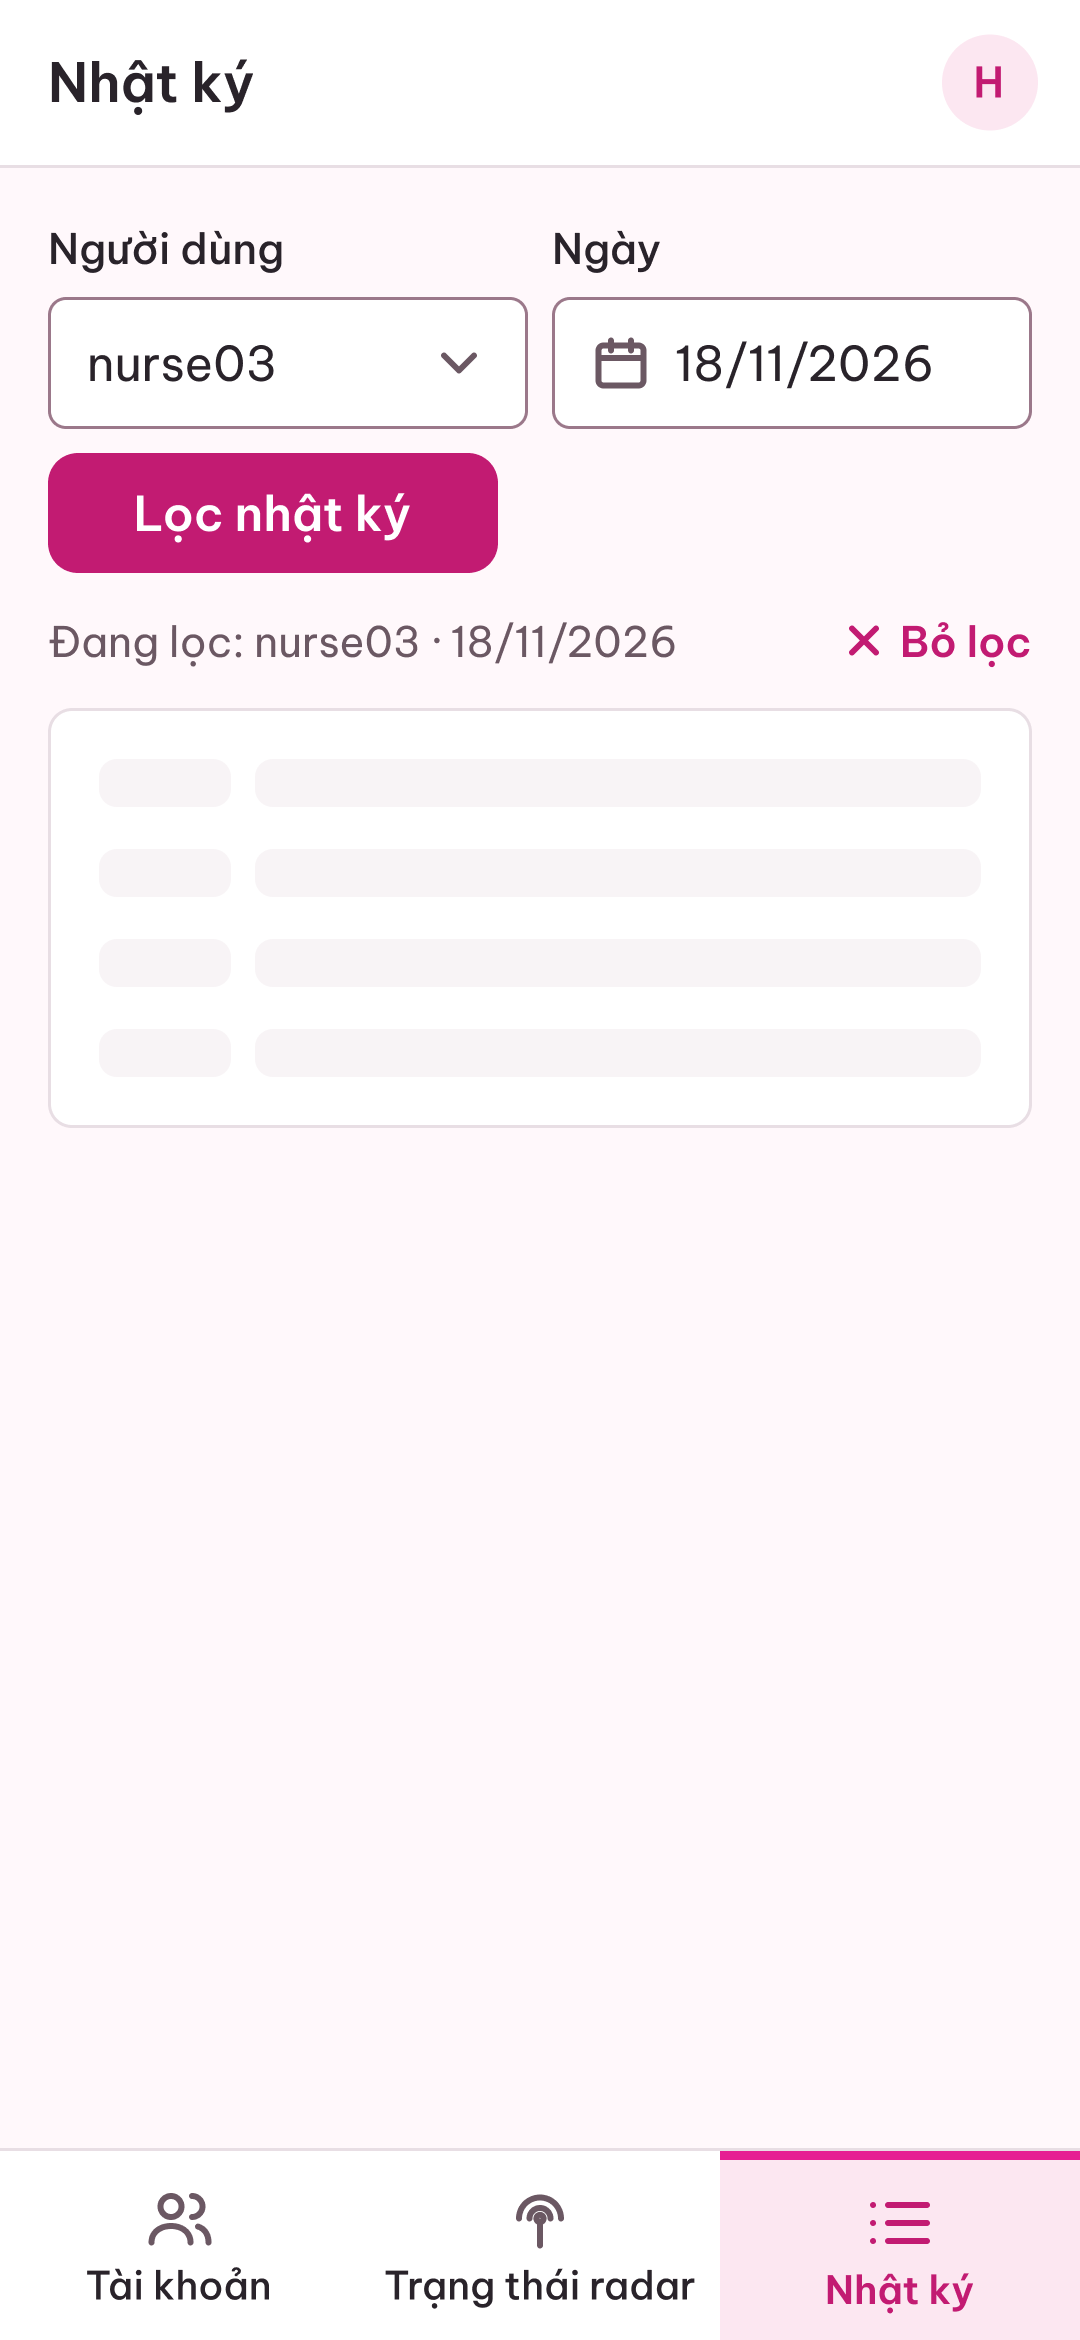 Nhật ký
H
Người dùng
Ngày
nurse03
18/11/2026
Lọc nhật ký
Đang lọc: nurse03 · 18/11/2026
Bỏ lọc
Tài khoản
Trạng thái radar
Nhật ký